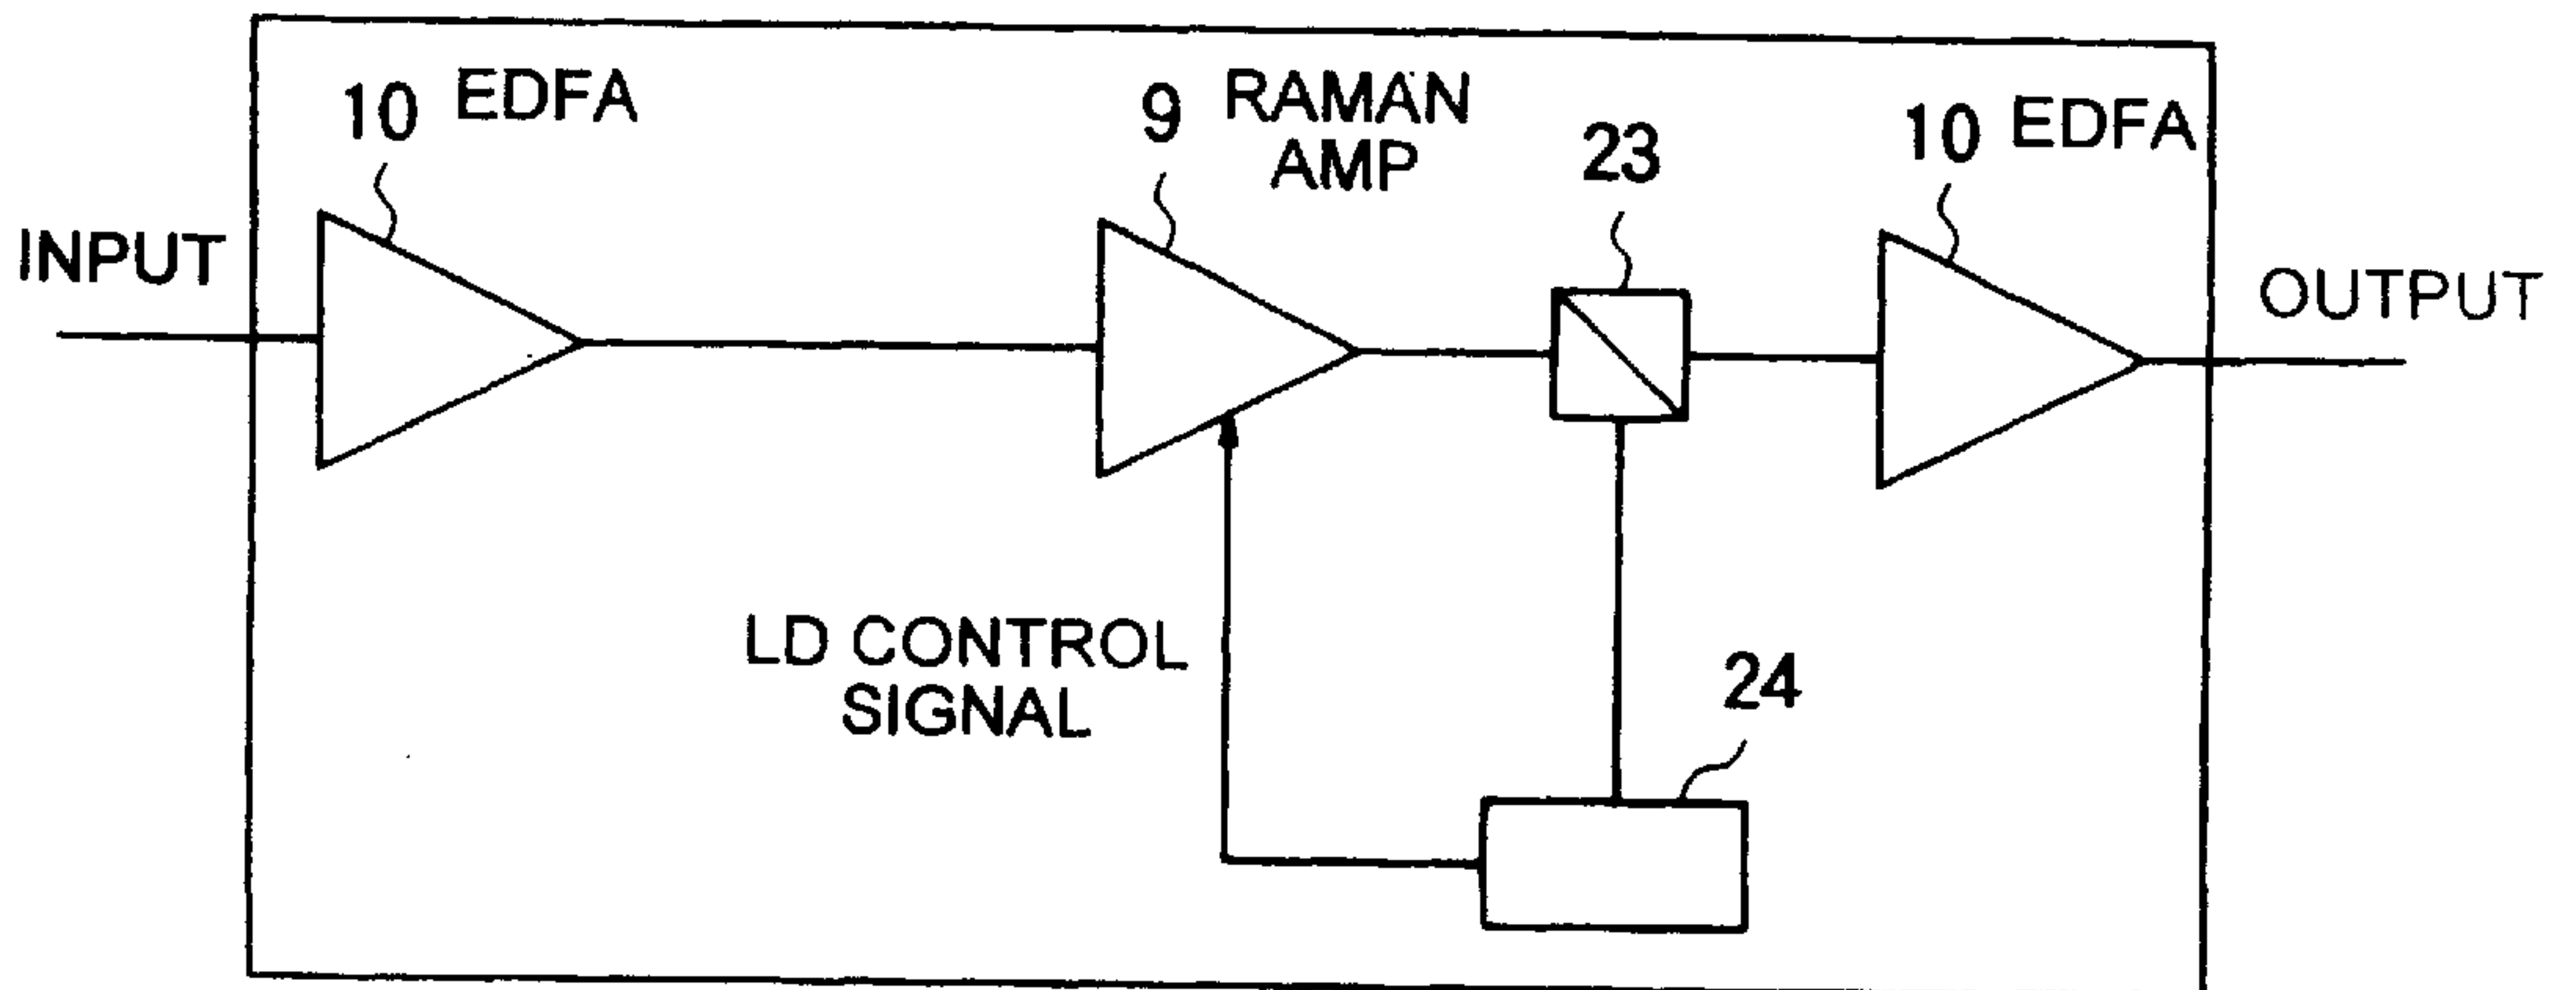 INPUT
10 EDFA
9 RAMAN
AMP
23
10 EDFA
OUTPUT
LD CONTROL
SIGNAL
24